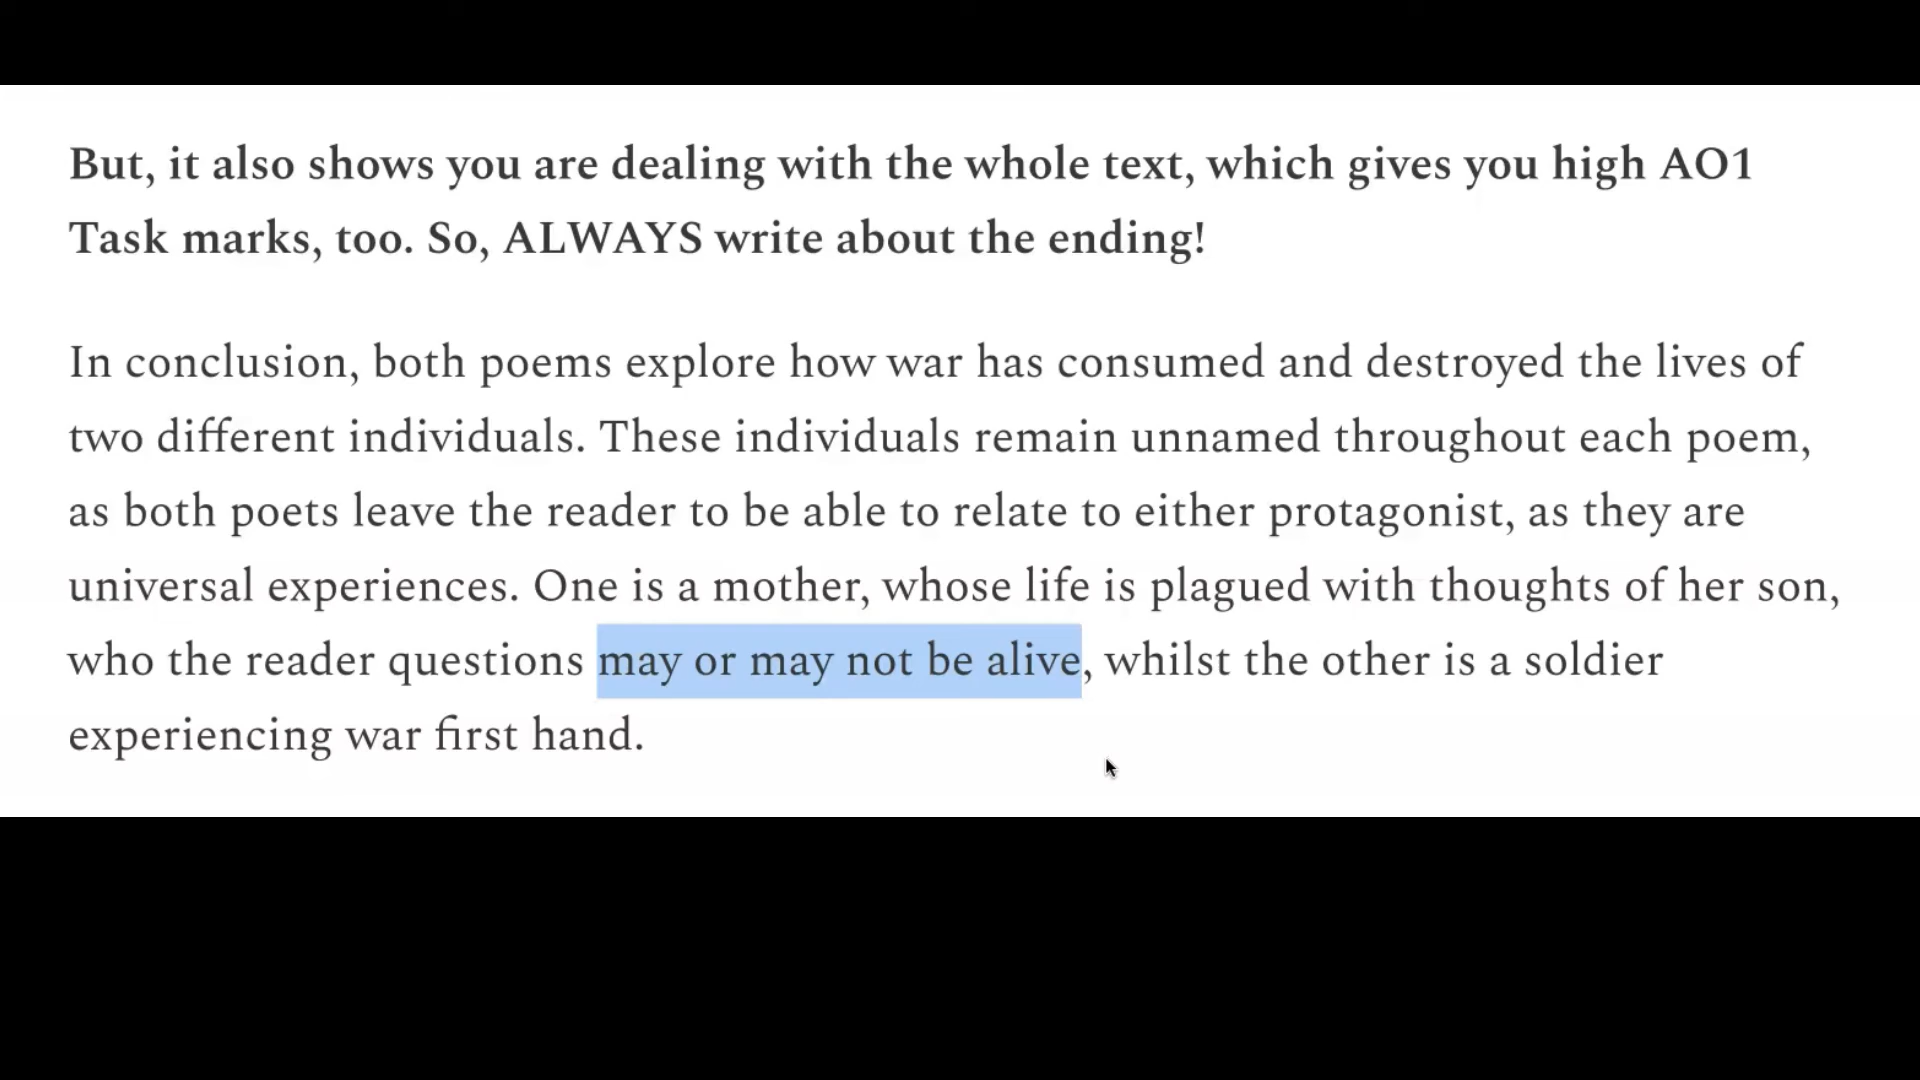 But, it also shows you are dealing with the whole text, which gives you high AO1
Task marks, too. So, ALWAYS write about the ending!
In conclusion, both poems explore how war has consumed and destroyed the lives of
two different individuals. These individuals remain unnamed throughout each poem,
as both poets leave the reader to be able to relate to either protagonist, as they are
universal experiences. One is a mother, whose life is plagued with thoughts of her son,
who the reader questions may or may not be alive, whilst the other is a soldier
experiencing war first hand.